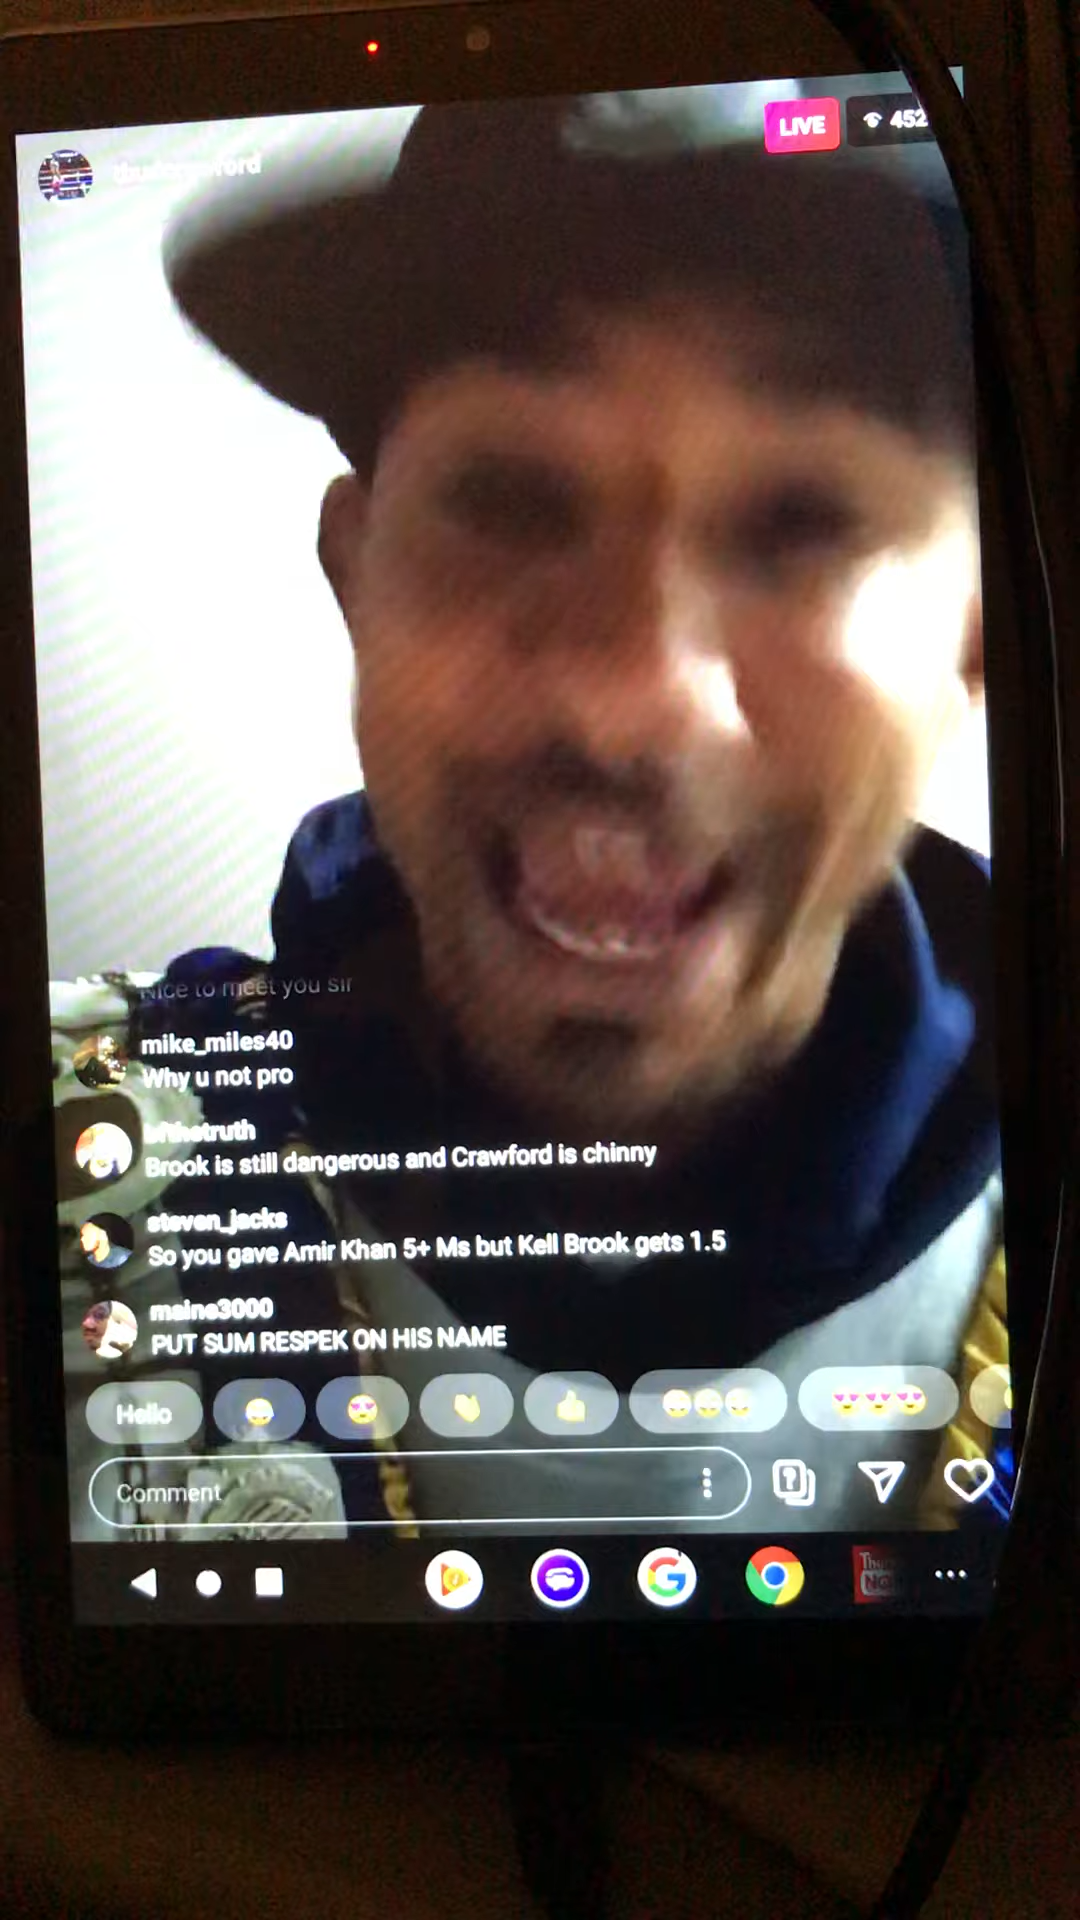 LIVE
452
Nice to meet you sir
mike_miles40
Why u not pro
Brook is still dangerous and Crawford is chinny
steven_jacks
So you gave Amir Khan 5+ Ms but Kell Brook gets 1.5
maine3000
PUT SUM RESPEK ON HIS NAME
Hello
Comment